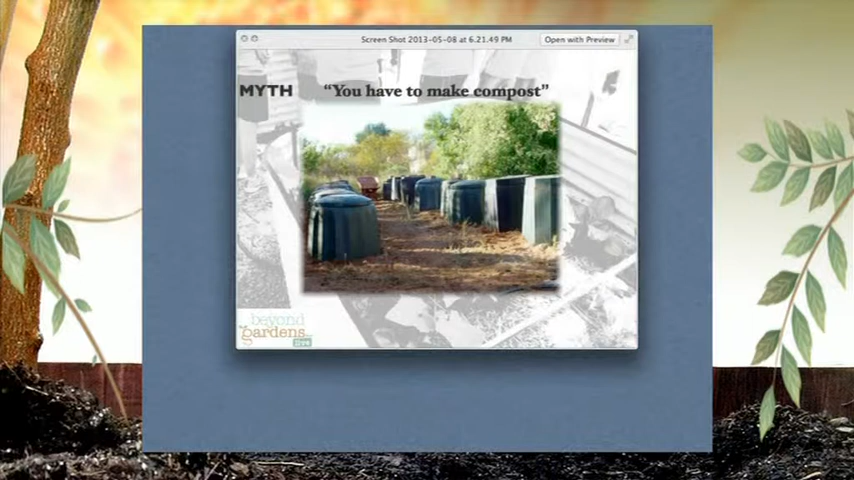 Screen Shot 2013-05-08 at 6.21.49 PM
Open with Preview
MYTH "You have to make compost"
beyond
gardens